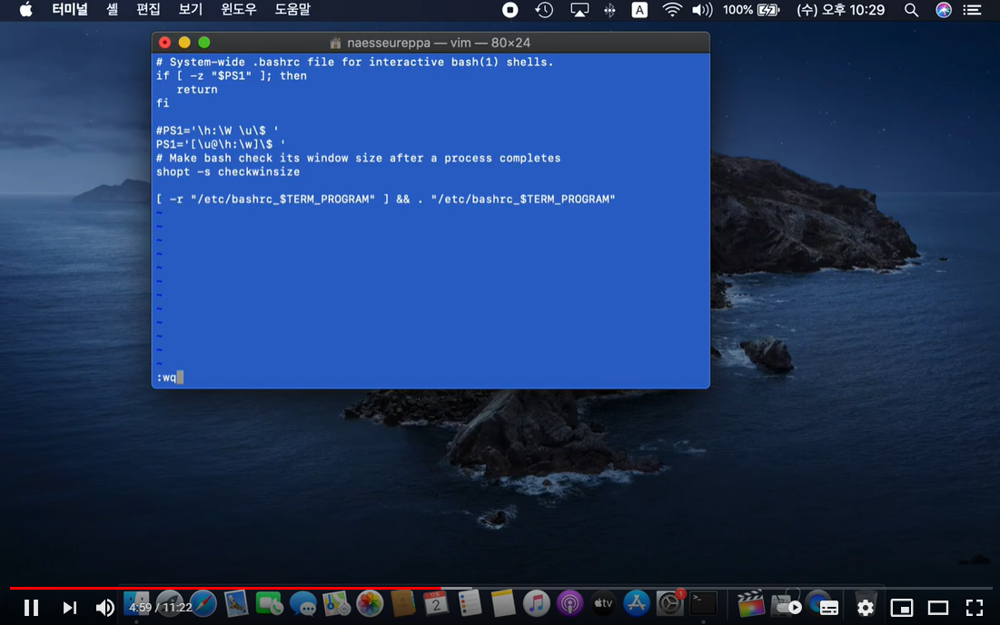 터미널 셸 편집 보기 윈도우 도움말 A 100% (수) 오후 10:29
naesseureppa — vim — 80×24
# System-wide .bashrc file for interactive bash(1) shells.
if [ -z "$PS1" ]; then
   return
fi
#PS1='\h:\W \u\$ '
PS1='[\u@\h:\w]\$ '
# Make bash check its window size after a process completes
shopt -s checkwinsize
[ -r "/etc/bashrc_$TERM_PROGRAM" ] && . "/etc/bashrc_$TERM_PROGRAM"
~
~
~
~
~
~
~
~
~
~
~
~
:wq
4:59 / 11:22
2
tv
1
>_